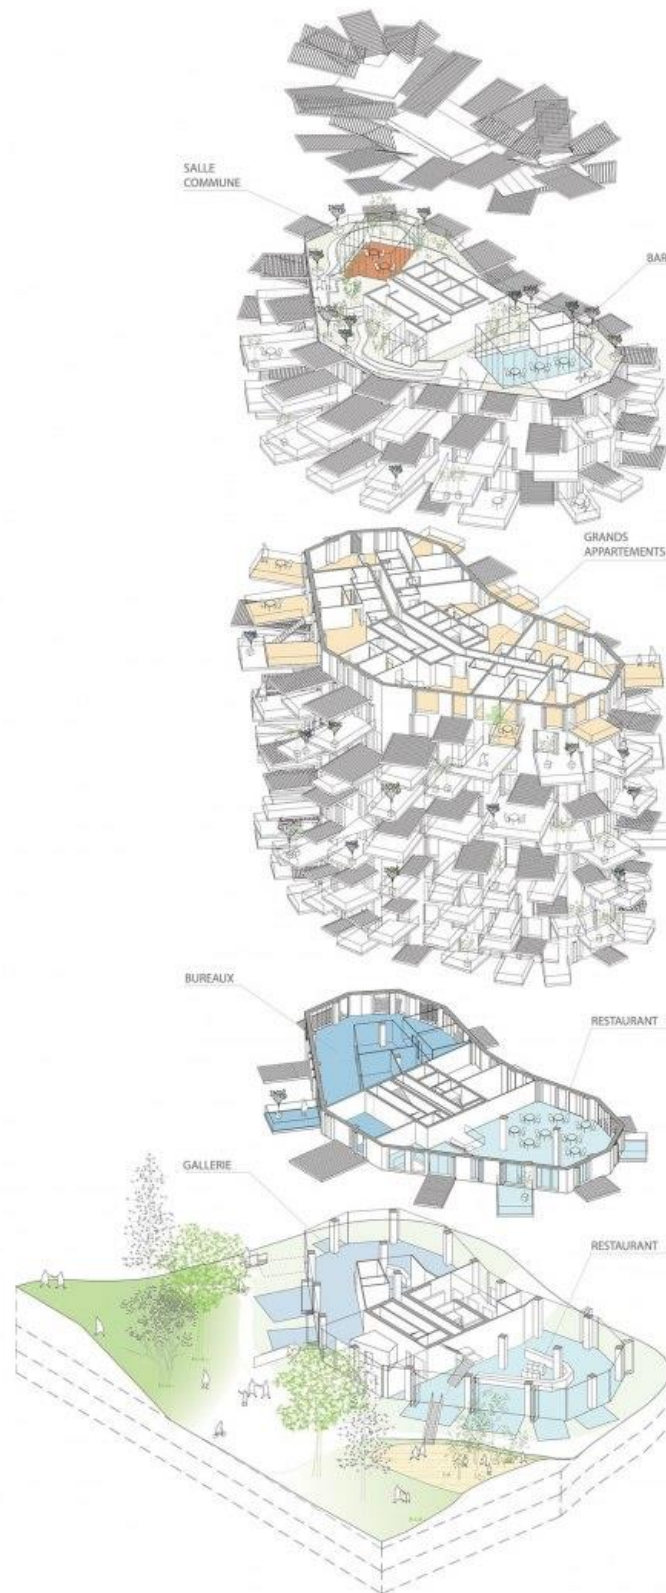 SALLE
COMMUNE
BAR
GRANDS
APPARTEMENTS
BUREAUX
RESTAURANT
GALLERIE
RESTAURANT